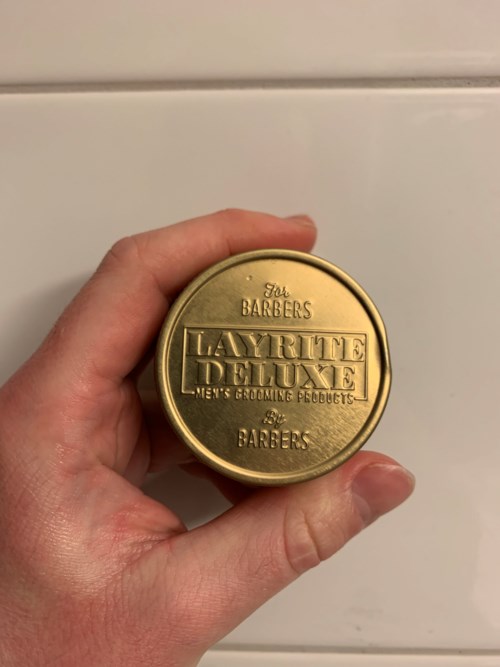 For
BARBERS
LAYRITE
DELUXE
MEN'S GROOMING PRODUCTS
By
BARBERS